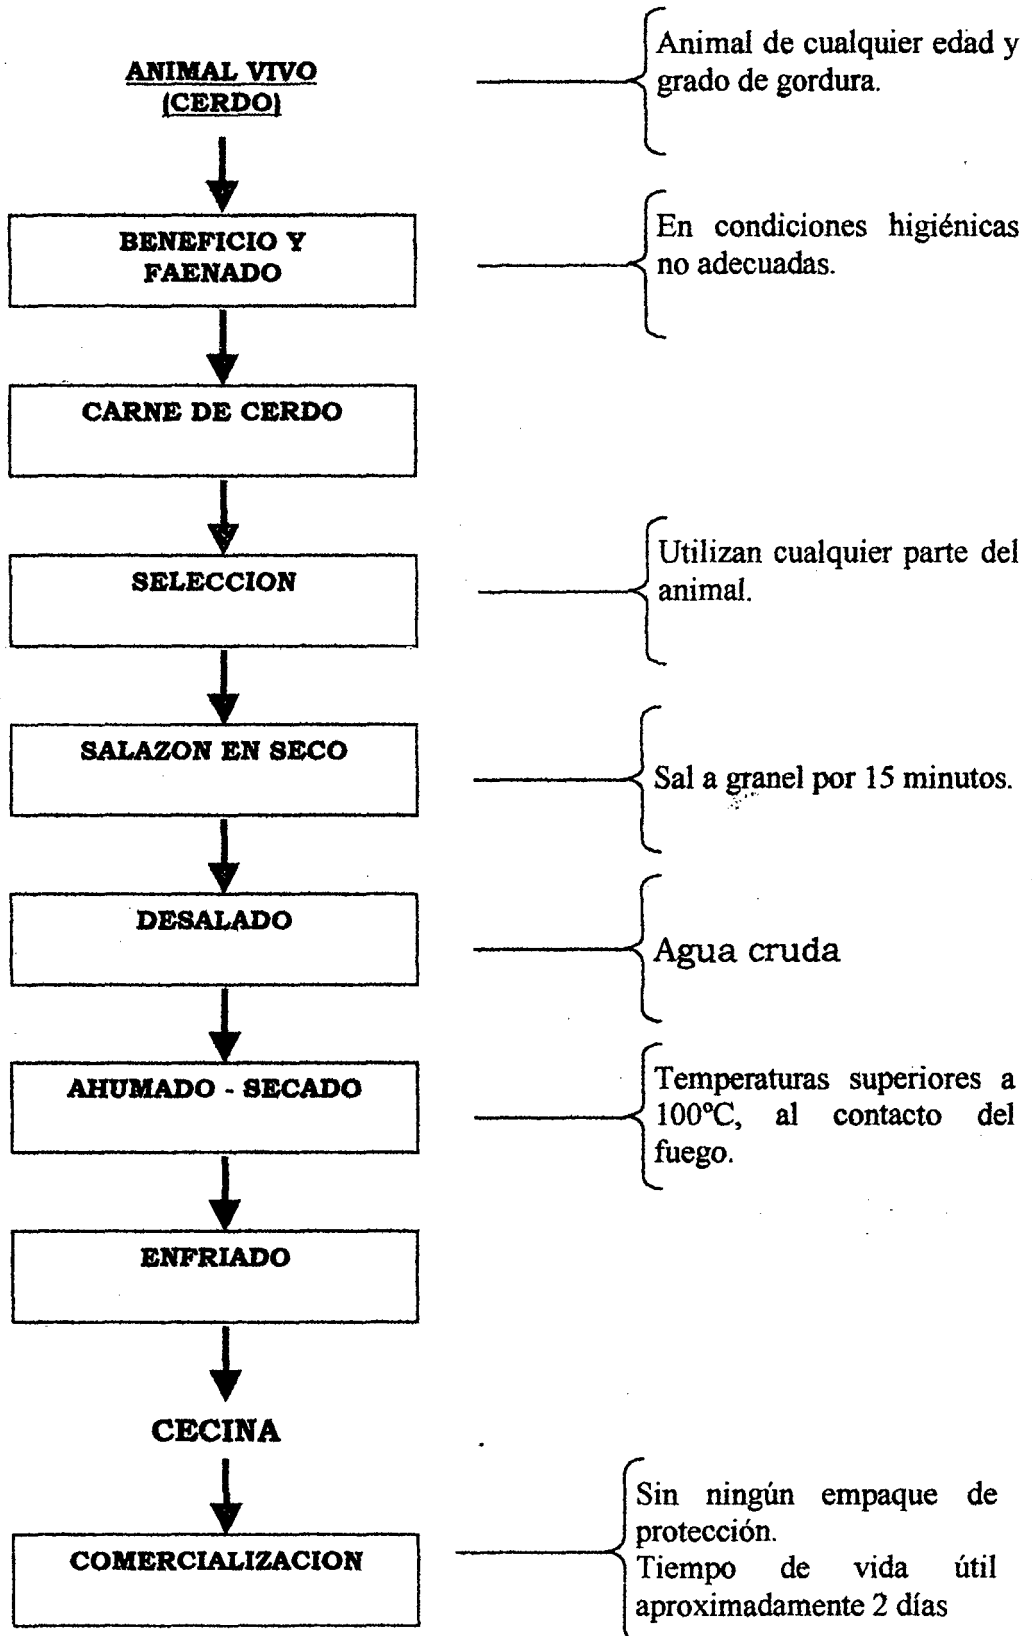 ANIMAL VIVO
(CERDO)
Animal de cualquier edad y
grado de gordura.
BENEFICIO Y
FAENADO
En condiciones higiénicas
no adecuadas.
CARNE DE CERDO
SELECCION
Utilizan cualquier parte del
animal.
SALAZON EN SECO
Sal a granel por 15 minutos.
DESALADO
Agua cruda
AHUMADO - SECADO
Temperaturas superiores a
100ºC, al contacto del
fuego.
ENFRIADO
CECINA
COMERCIALIZACION
Sin ningún empaque de
protección.
Tiempo de vida útil
aproximadamente 2 días